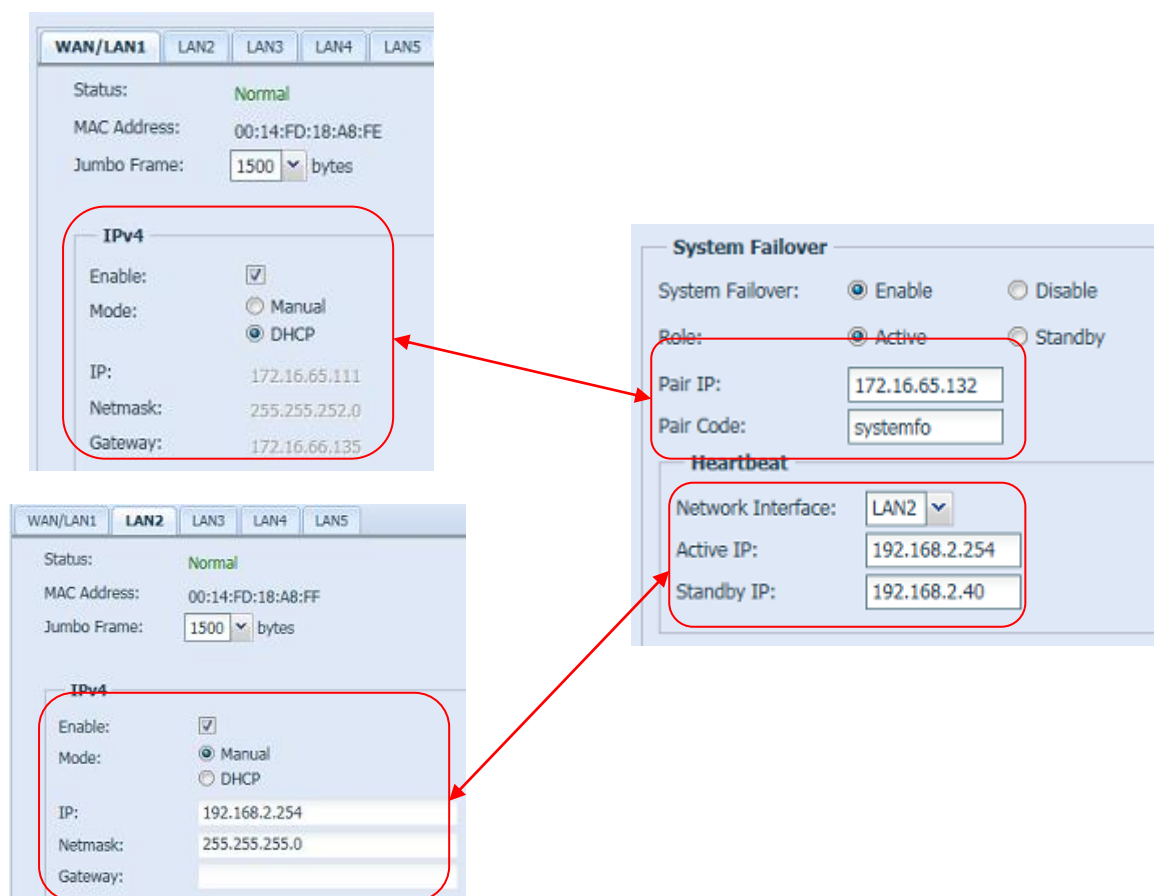 WAN/LAN1 LAN2 LAN3 LAN4 LAN5
Status: Normal
MAC Address: 00:14:FD:18:A8:FE
Jumbo Frame: 1500 bytes
IPv4
Enable:
Mode: Manual
DHCP
IP: 172.16.65.111
Netmask: 255.255.252.0
Gateway: 172.16.66.135
System Failover
System Failover: Enable Disable
Role: Active Standby
Pair IP: 172.16.65.132
Pair Code: systemfo
Heartbeat
Network Interface: LAN2
Active IP: 192.168.2.254
Standby IP: 192.168.2.40
WAN/LAN1 LAN2 LAN3 LAN4 LAN5
Status: Normal
MAC Address: 00:14:FD:18:A8:FF
Jumbo Frame: 1500 bytes
IPv4
Enable:
Mode: Manual
DHCP
IP: 192.168.2.254
Netmask: 255.255.255.0
Gateway: